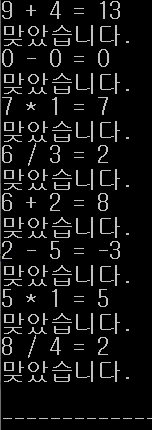 9 + 4 = 13
맞았습니다.
0 - 0 = 0
맞았습니다.
7 * 1 = 7
맞았습니다.
6 / 3 = 2
맞았습니다.
6 + 2 = 8
맞았습니다.
2 - 5 = -3
맞았습니다.
5 * 1 = 5
맞았습니다.
8 / 4 = 2
맞았습니다.
--------------